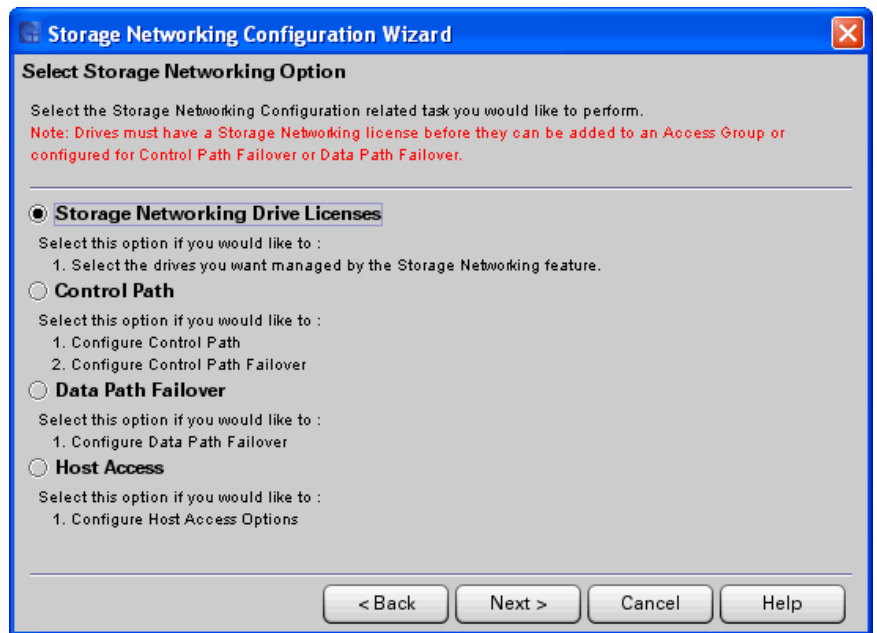 Storage Networking Configuration Wizard
Select Storage Networking Option
Select the Storage Networking Configuration related task you would like to perform.
Note: Drives must have a Storage Networking license before they can be added to an Access Group or
configured for Control Path Failover or Data Path Failover.
Storage Networking Drive Licenses
Select this option if you would like to :
1. Select the drives you want managed by the Storage Networking feature.
Control Path
Select this option if you would like to :
1. Configure Control Path
2. Configure Control Path Failover
Data Path Failover
Select this option if you would like to :
1. Configure Data Path Failover
Host Access
Select this option if you would like to :
1. Configure Host Access Options
< Back Next > Cancel Help